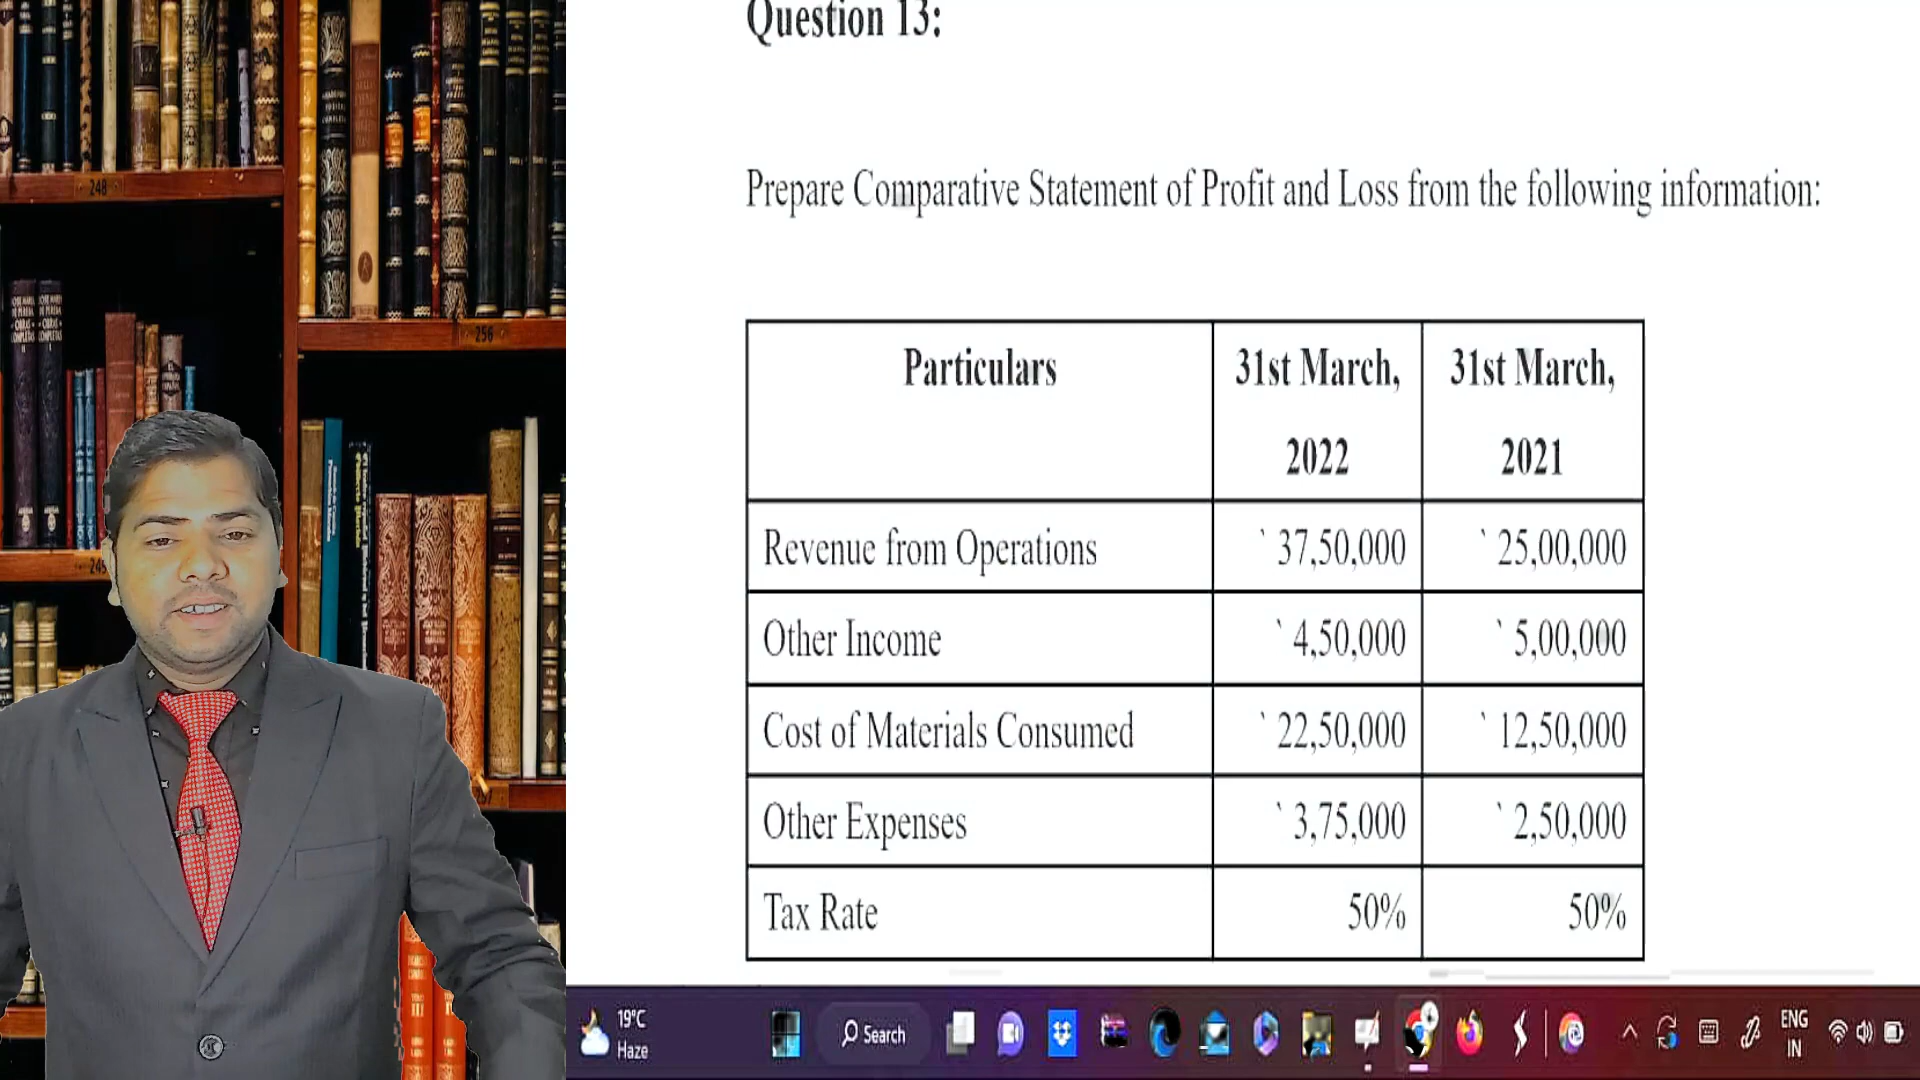 Question 13:
Prepare Comparative Statement of Profit and Loss from the following information:
Particulars 31st March, 2022 31st March, 2021
Revenue from Operations ` 37,50,000 ` 25,00,000
Other Income ` 4,50,000 ` 5,00,000
Cost of Materials Consumed ` 22,50,000 ` 12,50,000
Other Expenses ` 3,75,000 ` 2,50,000
Tax Rate 50% 50%
248
256
19°C
Haze
Search
ENG
IN